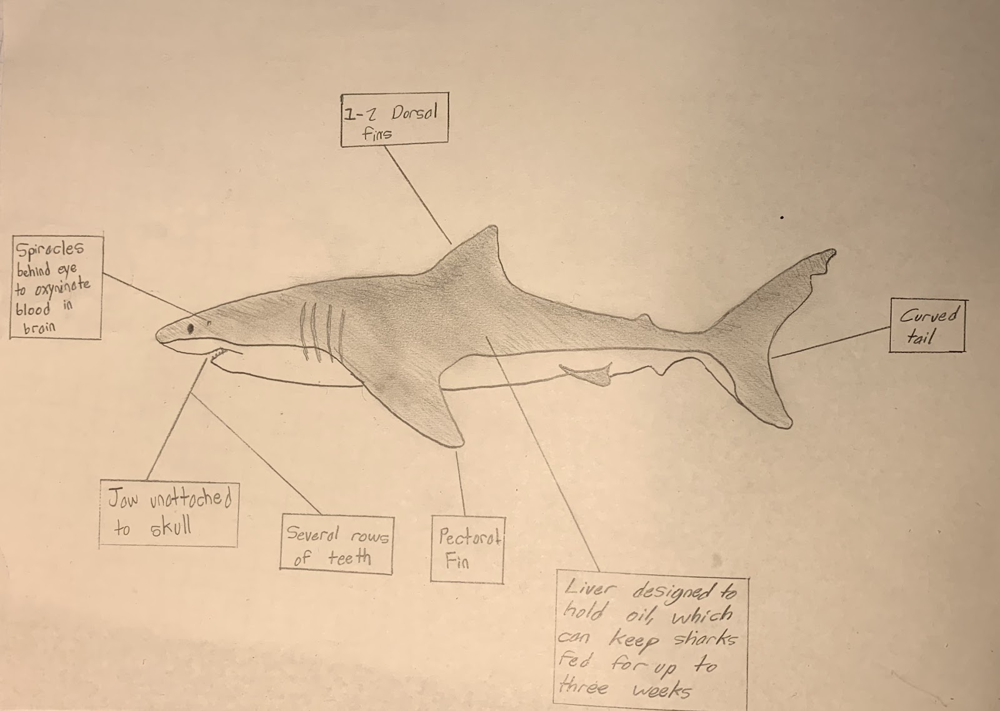 1-2 Dorsal
fins
Spiracles
behind eye
to oxyninate
blood in
brain
Curved
tail
Jaw unattached
to skull
Several rows
of teeth
Pectoral
Fin
Liver designed to
hold oil, which
can keep sharks
fed for up to
three weeks